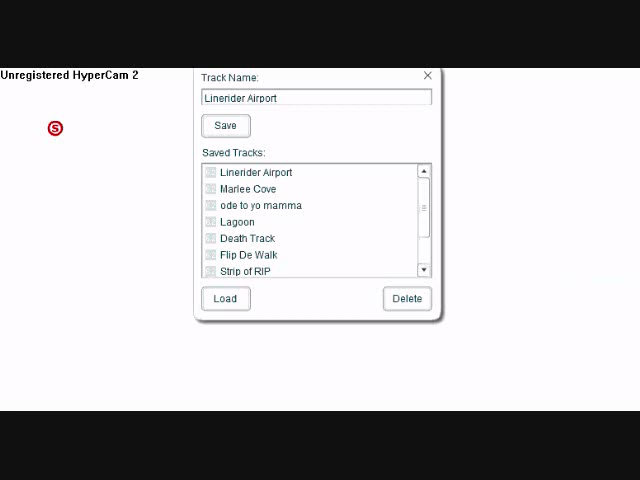 Unregistered HyperCam 2
Track Name:
Linerider Airport
Save
S
Saved Tracks:
Linerider Airport
Marlee Cove
ode to yo mamma
Lagoon
Death Track
Flip De Walk
Strip of RIP
Load
Delete